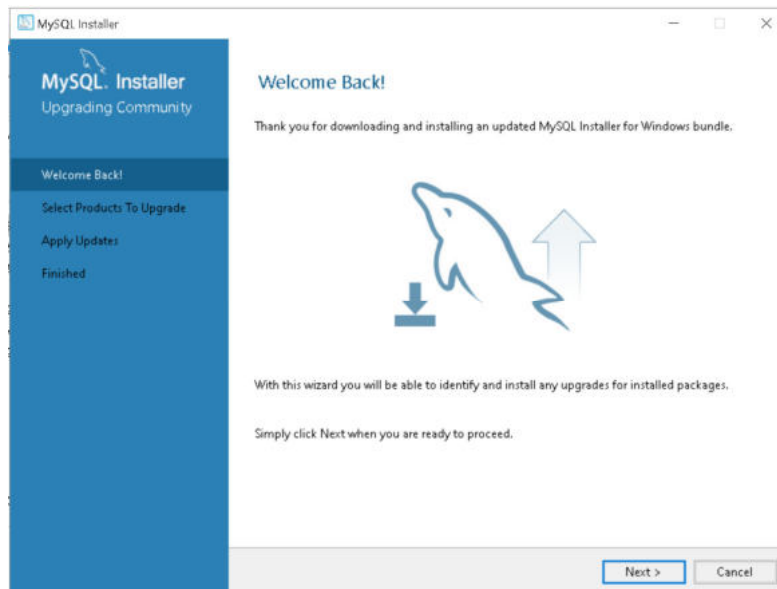 MySQL Installer
MySQL. Installer
Upgrading Community
Welcome Back!
Select Products To Upgrade
Apply Updates
Finished
Welcome Back!
Thank you for downloading and installing an updated MySQL Installer for Windows bundle.
With this wizard you will be able to identify and install any upgrades for installed packages.
Simply click Next when you are ready to proceed.
Next >
Cancel